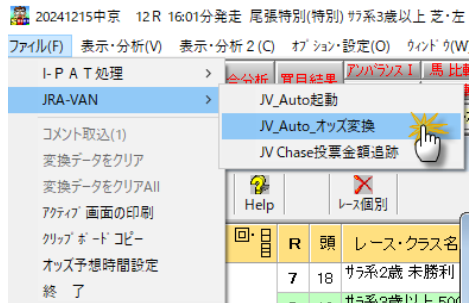 20241215中京 12R 16:01分発走 尾張特別(特別) ｻﾗ系3歳以上 芝・左
ファイル(F) 表示・分析(V) 表示・分析２(C) ｵﾌﾟｼｮﾝ・設定(O) ｳｨﾝﾄﾞｳ(W)
I-ＰＡＴ処理 >
JRA-VAN >
コメント取込(1)
変換データをクリア
変換データをクリアAll
ｱｸﾃｨﾌﾞ画面の印刷
ｸﾘｯﾌﾟﾎﾞｰﾄﾞｺﾋﾟｰ
オッズ予想時間設定
終 了
合分析 買目結果 ｱﾝﾊﾞﾗﾝｽⅠ 馬比
JV_Auto起動
JV_Auto_オッズ変換
JV Chase投票金額追跡
Help ﾚｰｽ個別
回・日目 R 頭 レース・クラス名
7 18 ｻﾗ系2歳 未勝利
ｻﾗ系3歳以上 500